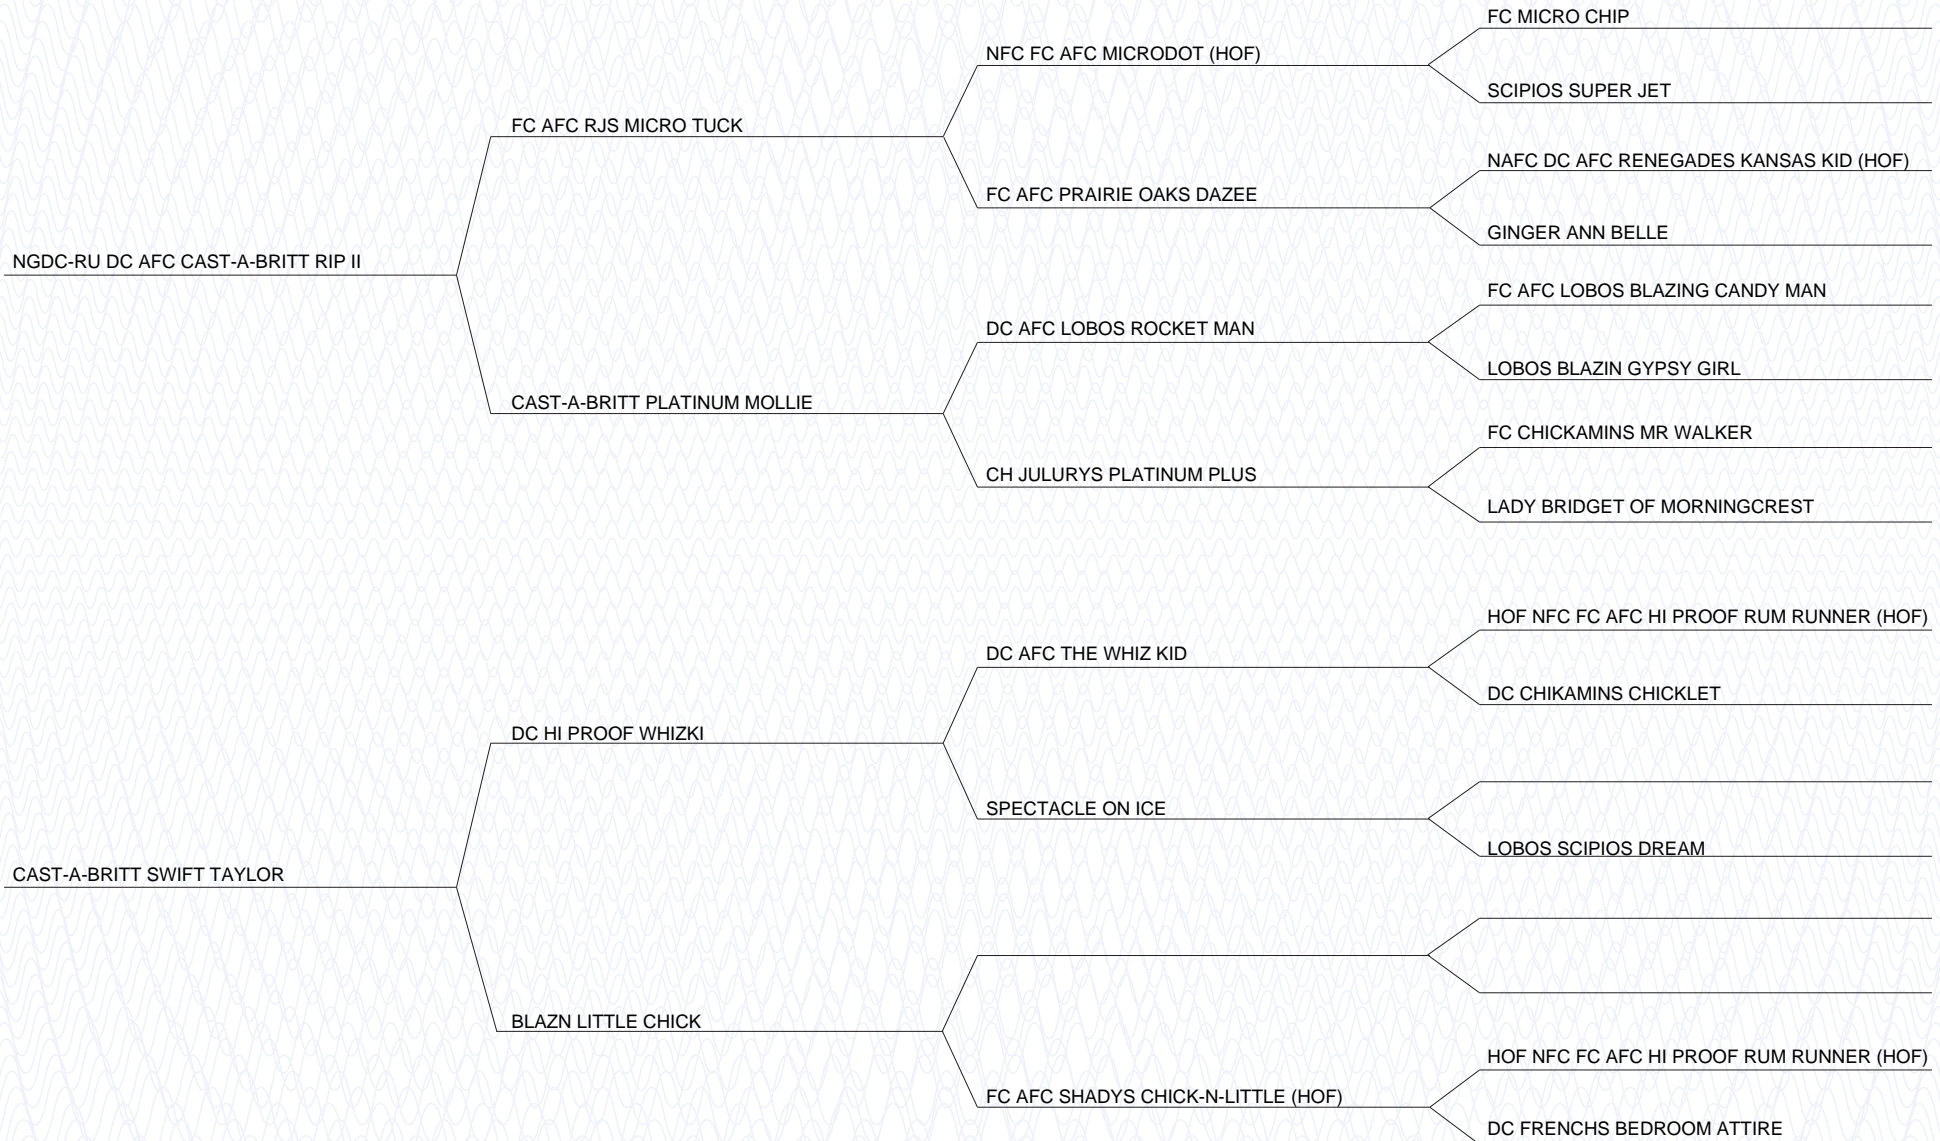 FC MICRO CHIP
NFC FC AFC MICRODOT (HOF)
SCIPIOS SUPER JET
FC AFC RJS MICRO TUCK
NAFC DC AFC RENEGADES KANSAS KID (HOF)
FC AFC PRAIRIE OAKS DAZEE
GINGER ANN BELLE
NGDC-RU DC AFC CAST-A-BRITT RIP II
FC AFC LOBOS BLAZING CANDY MAN
DC AFC LOBOS ROCKET MAN
LOBOS BLAZIN GYPSY GIRL
CAST-A-BRITT PLATINUM MOLLIE
FC CHICKAMINS MR WALKER
CH JULURYS PLATINUM PLUS
LADY BRIDGET OF MORNINGCREST
HOF NFC FC AFC HI PROOF RUM RUNNER (HOF)
DC AFC THE WHIZ KID
DC CHIKAMINS CHICKLET
DC HI PROOF WHIZKI
SPECTACLE ON ICE
LOBOS SCIPIOS DREAM
CAST-A-BRITT SWIFT TAYLOR
BLAZN LITTLE CHICK
HOF NFC FC AFC HI PROOF RUM RUNNER (HOF)
FC AFC SHADYS CHICK-N-LITTLE (HOF)
DC FRENCHS BEDROOM ATTIRE